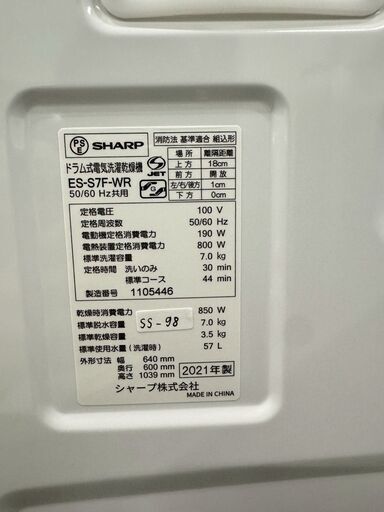 PS E SHARP
ドラム式電気洗濯乾燥機
ES-S7F-WR
50/60 Hz共用
S JET
消防法 基準適合 組込形
場所 離隔距離
上方 18cm
前方 開放
左/右/後方 1cm
下方 0cm
定格電圧 100 V
定格周波数 50/60 Hz
電動機定格消費電力 190 W
電熱装置定格消費電力 800 W
標準洗濯容量 7.0 kg
定格時間 洗いのみ 30 min
標準コース 44 min
製造番号 1105446
乾燥時消費電力 850 W
標準脱水容量 7.0 kg
標準乾燥容量 3.5 kg
標準使用水量(洗濯時) 57 L
SS-98
外形寸法 幅 640 mm
奥行 600 mm
高さ 1039 mm
2021年製
シャープ株式会社
MADE IN CHINA